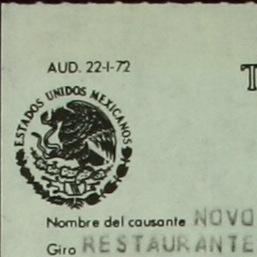 AUD. 22-I-72
T
ESTADOS UNIDOS MEXICANOS
Nombre del causante NOVO
Giro RESTAURANTE